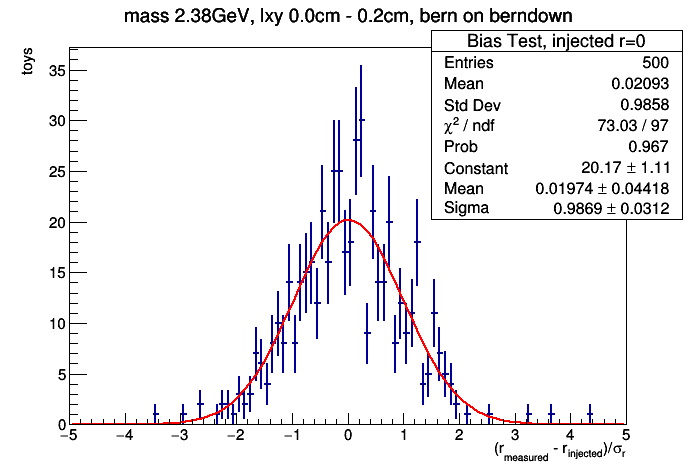 mass 2.38GeV, lxy 0.0cm - 0.2cm, bern on berndown
Bias Test, injected r=0
Entries 500
Mean 0.02093
Std Dev 0.9858
χ² / ndf 73.03 / 97
Prob 0.967
Constant 20.17 ± 1.11
Mean 0.01974 ± 0.04418
Sigma 0.9869 ± 0.0312
toys
35
30
25
20
15
10
5
0
−5 −4 −3 −2 −1 0 1 2 3 4 5
(r_measured - r_injected)/σ_r